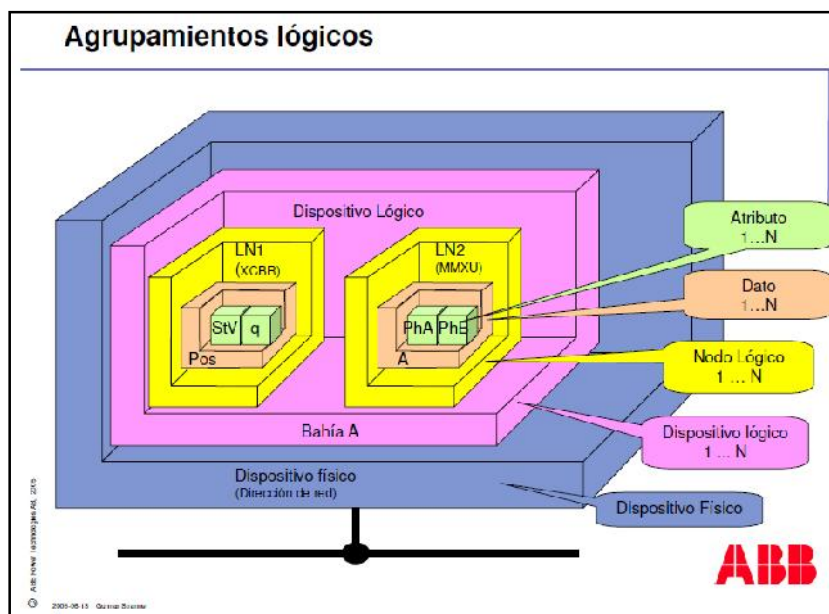 Agrupamientos lógicos
Dispositivo Lógico
LN1
(XCBR)
StV
q
Pos
LN2
(MMXU)
PhA
PhB
A
Bahía A
Dispositivo físico
(Dirección de red)
Atributo
1...N
Dato
1...N
Nodo Lógico
1 ... N
Dispositivo lógico
1 ... N
Dispositivo Físico
ABB